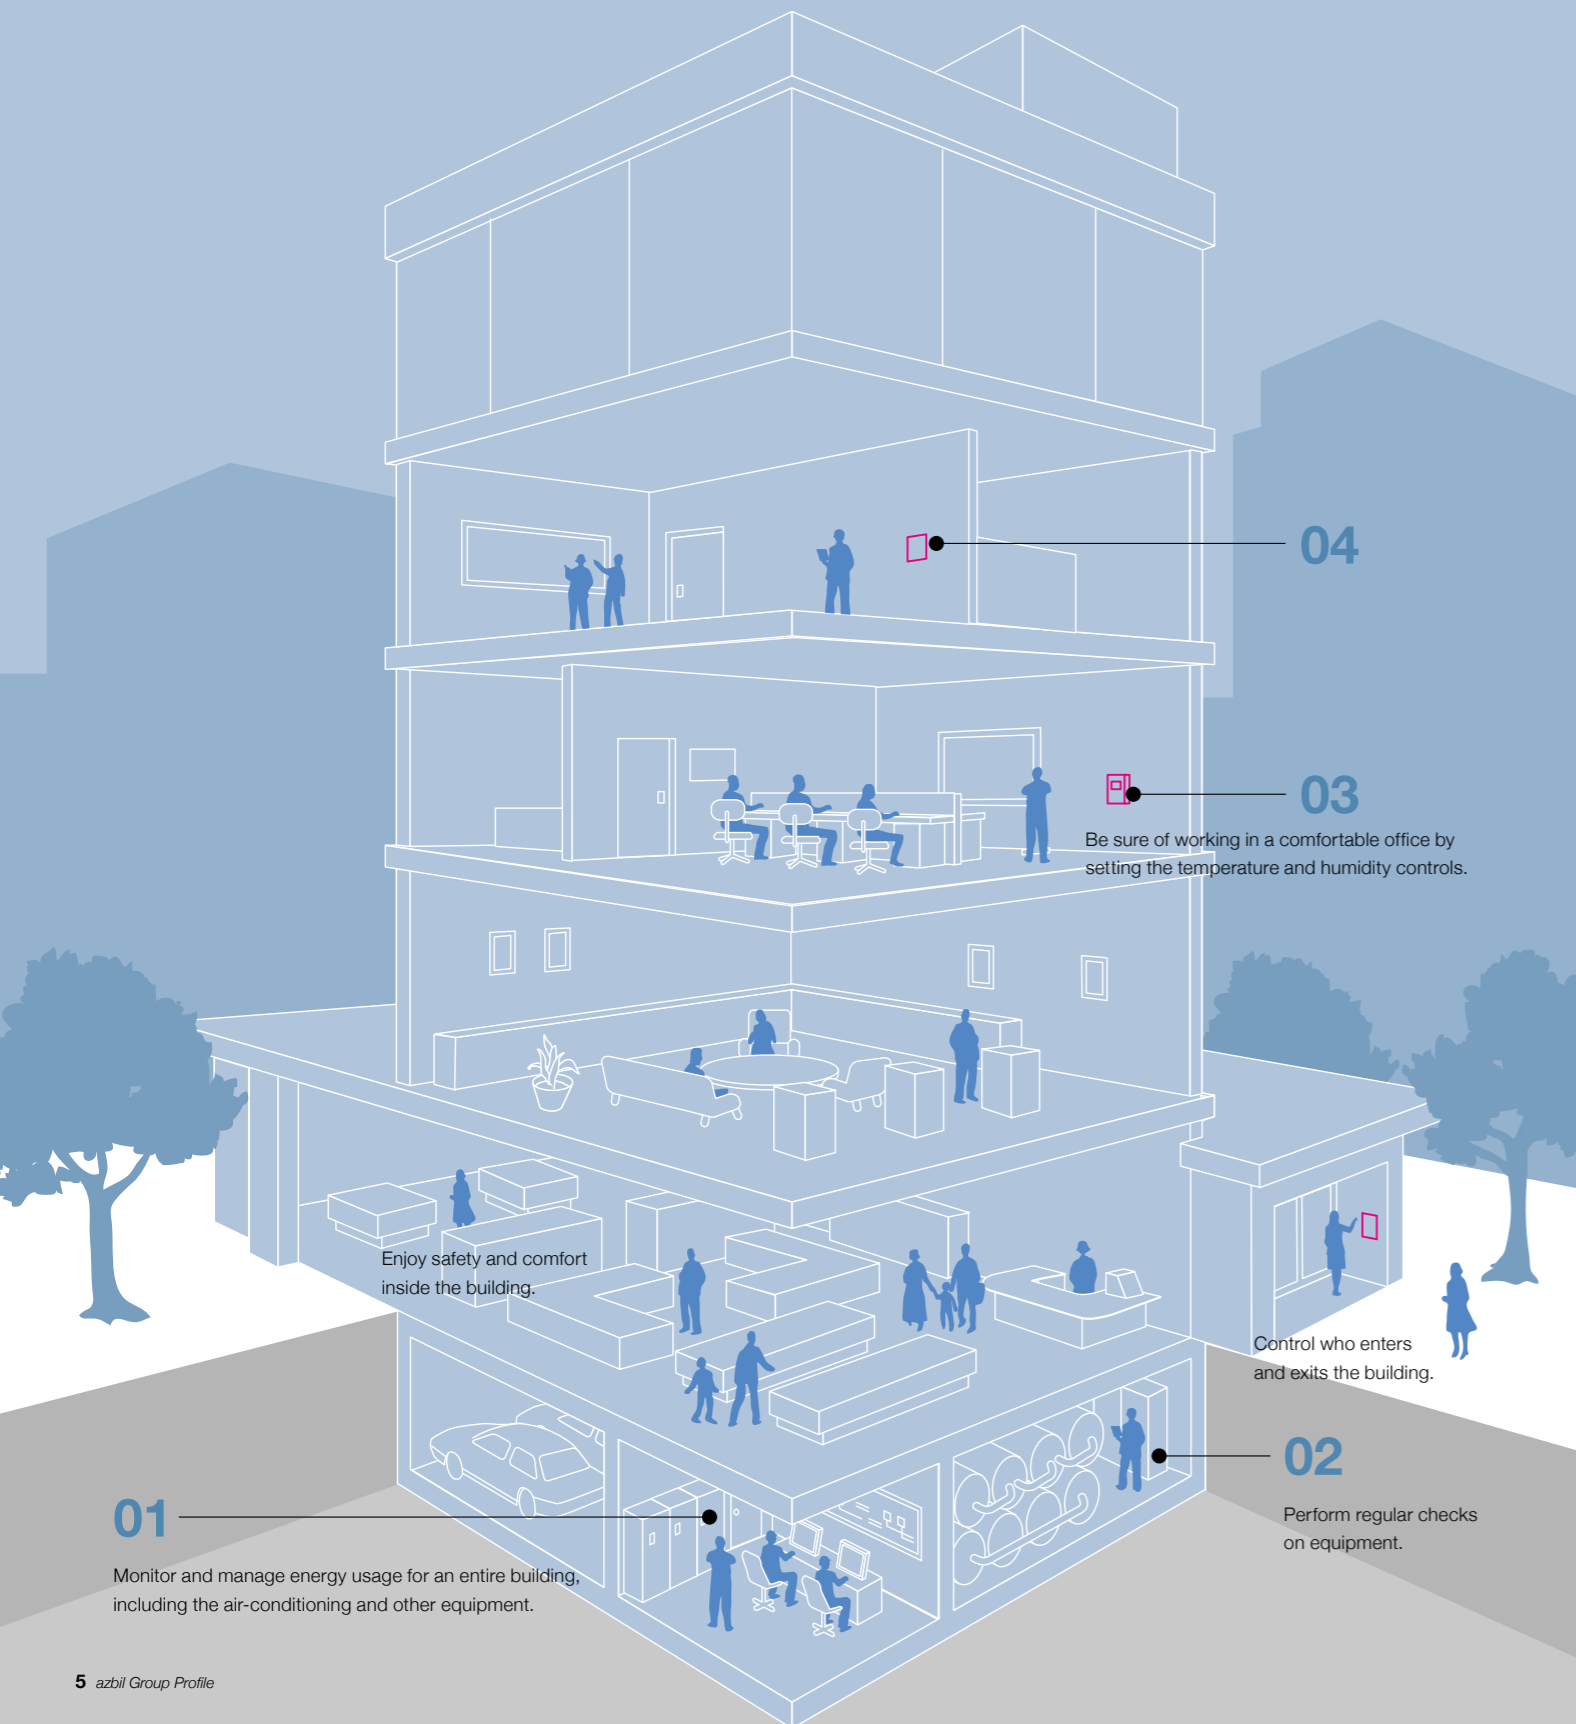 04
03
Be sure of working in a comfortable office by
setting the temperature and humidity controls.
Enjoy safety and comfort
inside the building.
Control who enters
and exits the building.
02
Perform regular checks
on equipment.
01
Monitor and manage energy usage for an entire building,
including the air-conditioning and other equipment.
5 azbil Group Profile